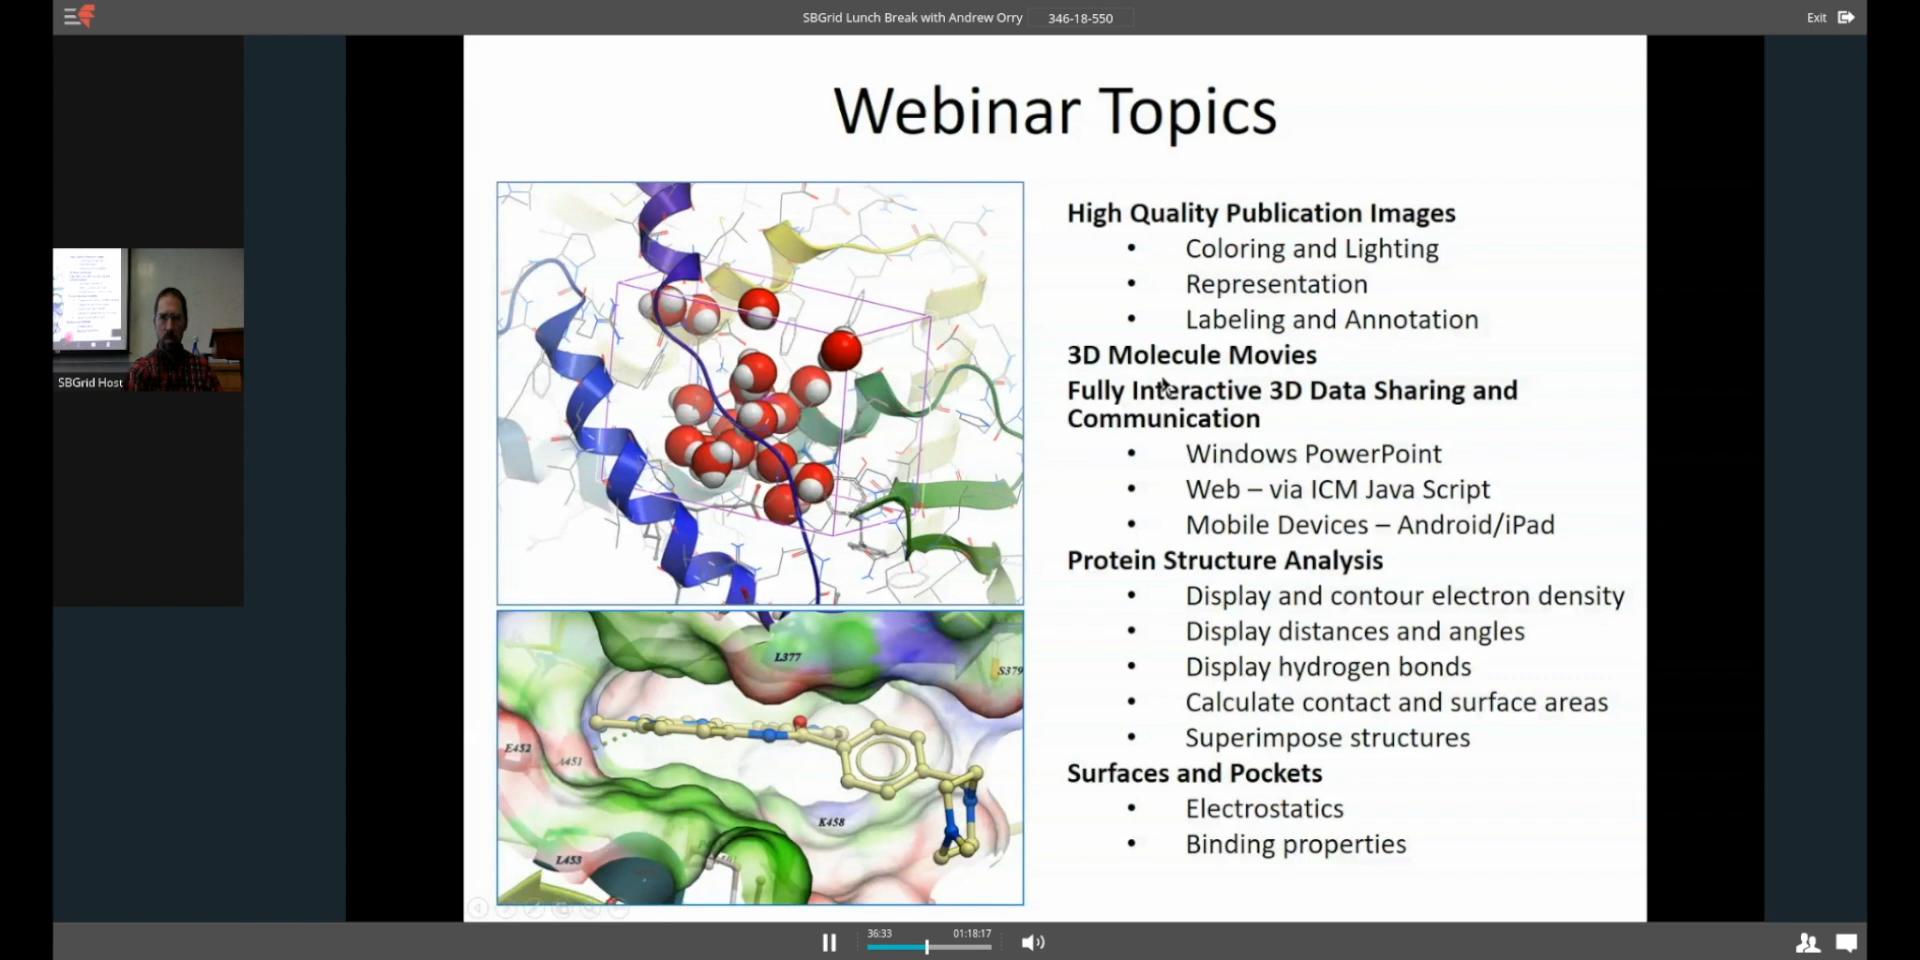 SBGrid Lunch Break with Andrew Orry
346-18-550
Exit
Webinar Topics
High Quality Publication Images
• Coloring and Lighting
• Representation
• Labeling and Annotation
3D Molecule Movies
Fully Interactive 3D Data Sharing and
Communication
• Windows PowerPoint
• Web – via ICM Java Script
• Mobile Devices – Android/iPad
Protein Structure Analysis
• Display and contour electron density
• Display distances and angles
• Display hydrogen bonds
• Calculate contact and surface areas
• Superimpose structures
Surfaces and Pockets
• Electrostatics
• Binding properties
L377
S379
E452
A451
K458
L453
SBGrid Host
36:33
01:18:17